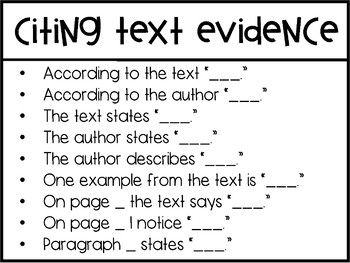 Citing Text Evidence
• According to the text "___."
• According to the author "___."
• The text states "___."
• The author states "___."
• The author describes "___."
• One example from the text is "___."
• On page _ the text says "___."
• On page _ I notice "___."
• Paragraph _ states "___."